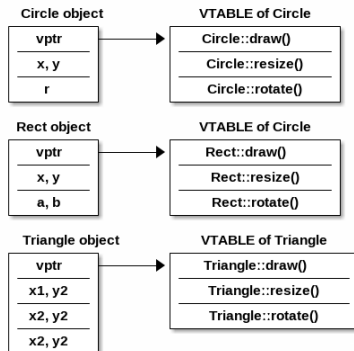 Circle object
VTABLE of Circle
vptr
Circle::draw()
x, y
Circle::resize()
r
Circle::rotate()
Rect object
VTABLE of Circle
vptr
Rect::draw()
x, y
Rect::resize()
a, b
Rect::rotate()
Triangle object
VTABLE of Triangle
vptr
Triangle::draw()
x1, y2
Triangle::resize()
x2, y2
Triangle::rotate()
x2, y2